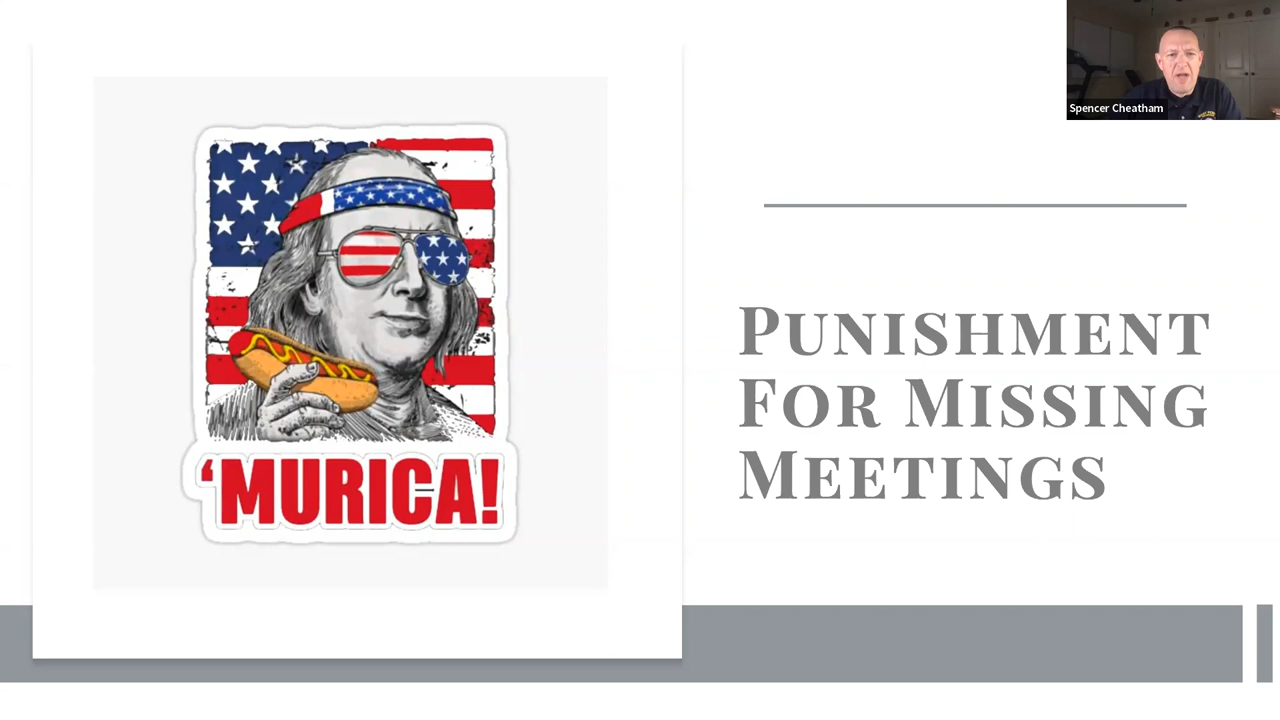 Spencer Cheatham
Punishment
For Missing
Meetings
‘MURICA!